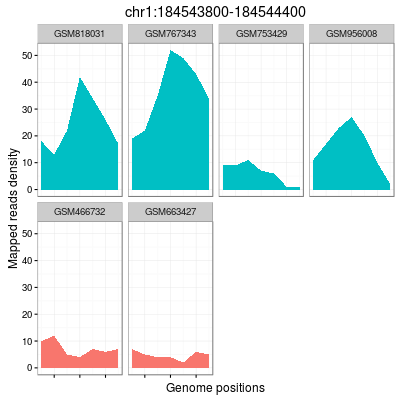 chr1:184543800-184544400
GSM818031 GSM767343 GSM753429 GSM956008
50
40
30
20
10
0
GSM466732 GSM663427
50
40
30
20
10
0
Mapped reads density
Genome positions